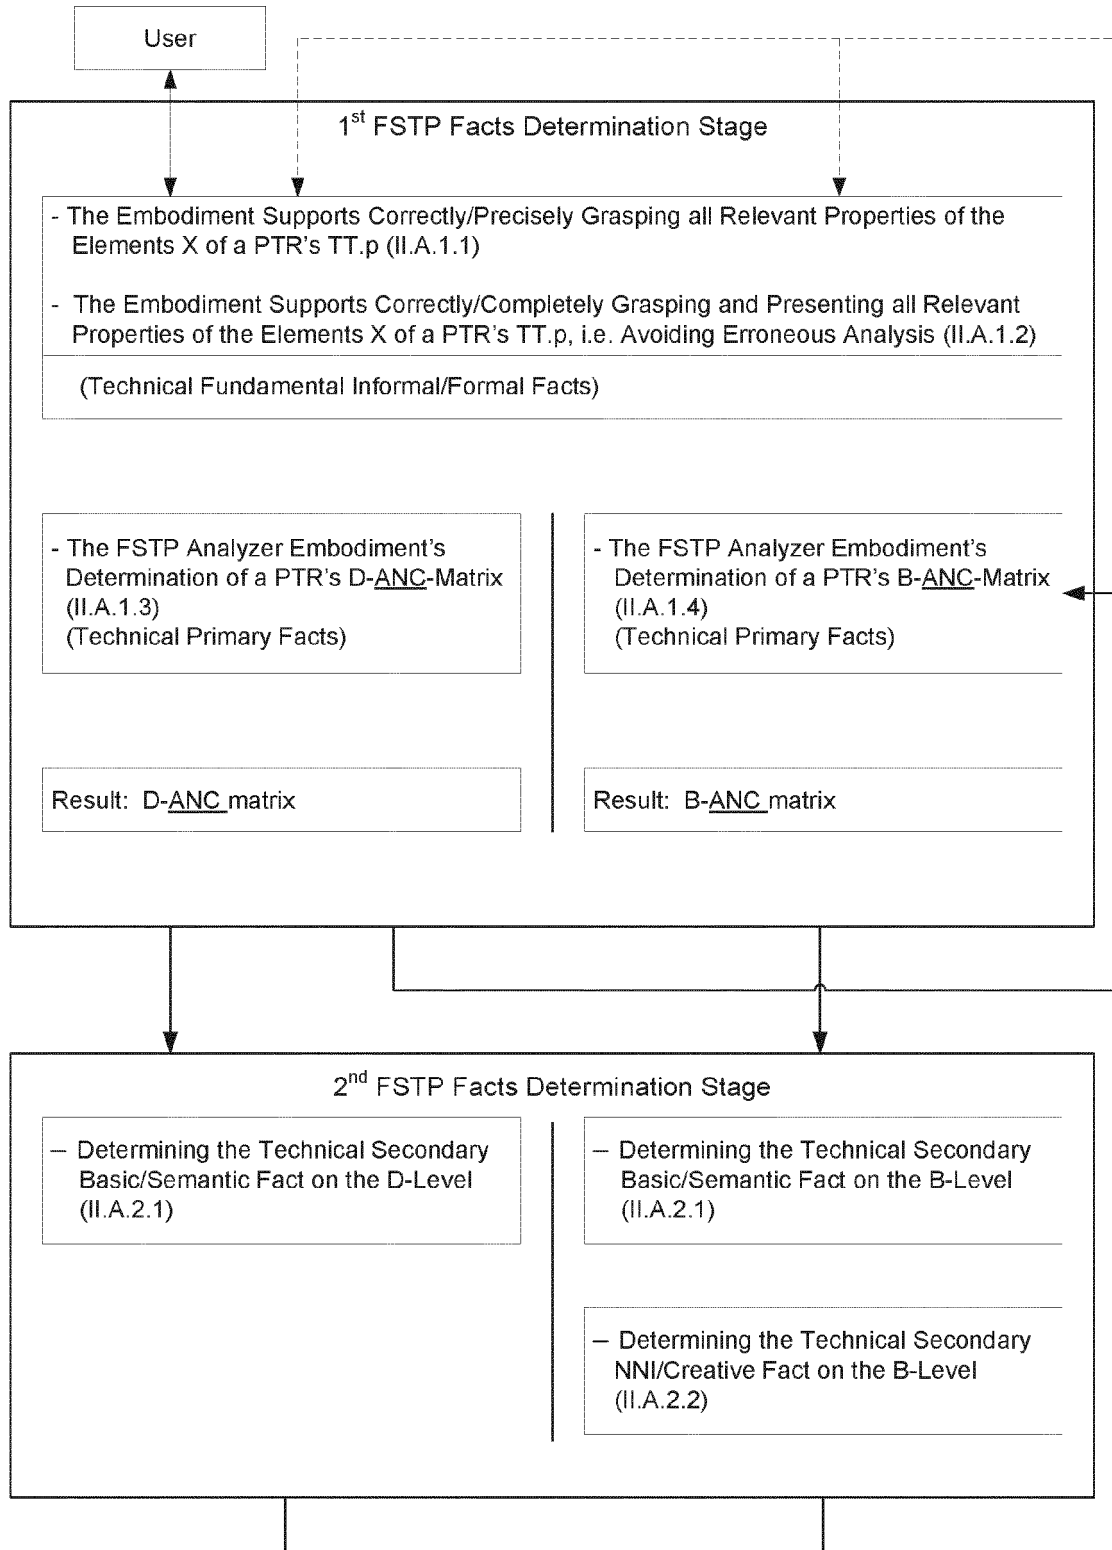 User
1st FSTP Facts Determination Stage
- The Embodiment Supports Correctly/Precisely Grasping all Relevant Properties of the
Elements X of a PTR's TT.p (II.A.1.1)
- The Embodiment Supports Correctly/Completely Grasping and Presenting all Relevant
Properties of the Elements X of a PTR's TT.p, i.e. Avoiding Erroneous Analysis (II.A.1.2)
(Technical Fundamental Informal/Formal Facts)
- The FSTP Analyzer Embodiment's
Determination of a PTR's D-ANC-Matrix
(II.A.1.3)
(Technical Primary Facts)
- The FSTP Analyzer Embodiment's
Determination of a PTR's B-ANC-Matrix
(II.A.1.4)
(Technical Primary Facts)
Result: D-ANC matrix
Result: B-ANC matrix
2nd FSTP Facts Determination Stage
– Determining the Technical Secondary
Basic/Semantic Fact on the D-Level
(II.A.2.1)
– Determining the Technical Secondary
Basic/Semantic Fact on the B-Level
(II.A.2.1)
– Determining the Technical Secondary
NNI/Creative Fact on the B-Level
(II.A.2.2)